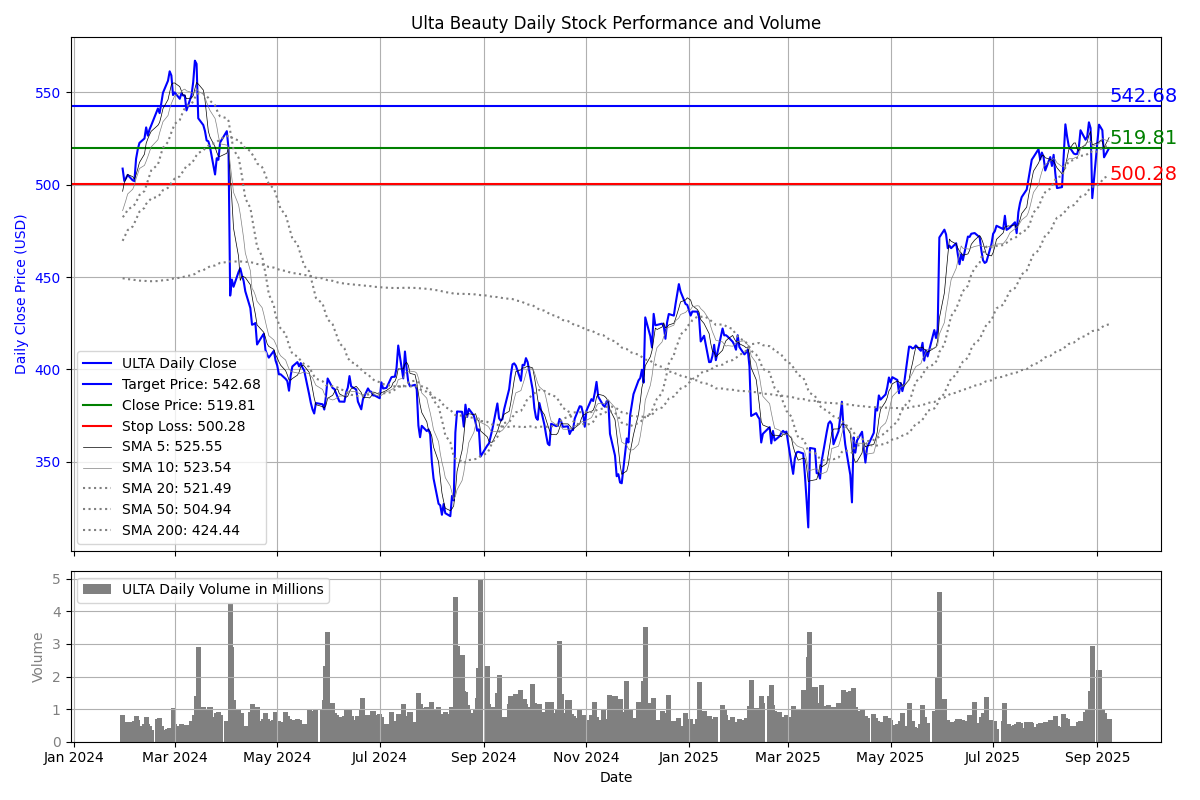 Ulta Beauty Daily Stock Performance and Volume
Daily Close Price (USD)
550
500
450
400
350
542.68
519.81
500.28
ULTA Daily Close
Target Price: 542.68
Close Price: 519.81
Stop Loss: 500.28
SMA 5: 525.55
SMA 10: 523.54
SMA 20: 521.49
SMA 50: 504.94
SMA 200: 424.44
Volume
5
4
3
2
1
0
ULTA Daily Volume in Millions
Jan 2024 Mar 2024 May 2024 Jul 2024 Sep 2024 Nov 2024 Jan 2025 Mar 2025 May 2025 Jul 2025 Sep 2025
Date